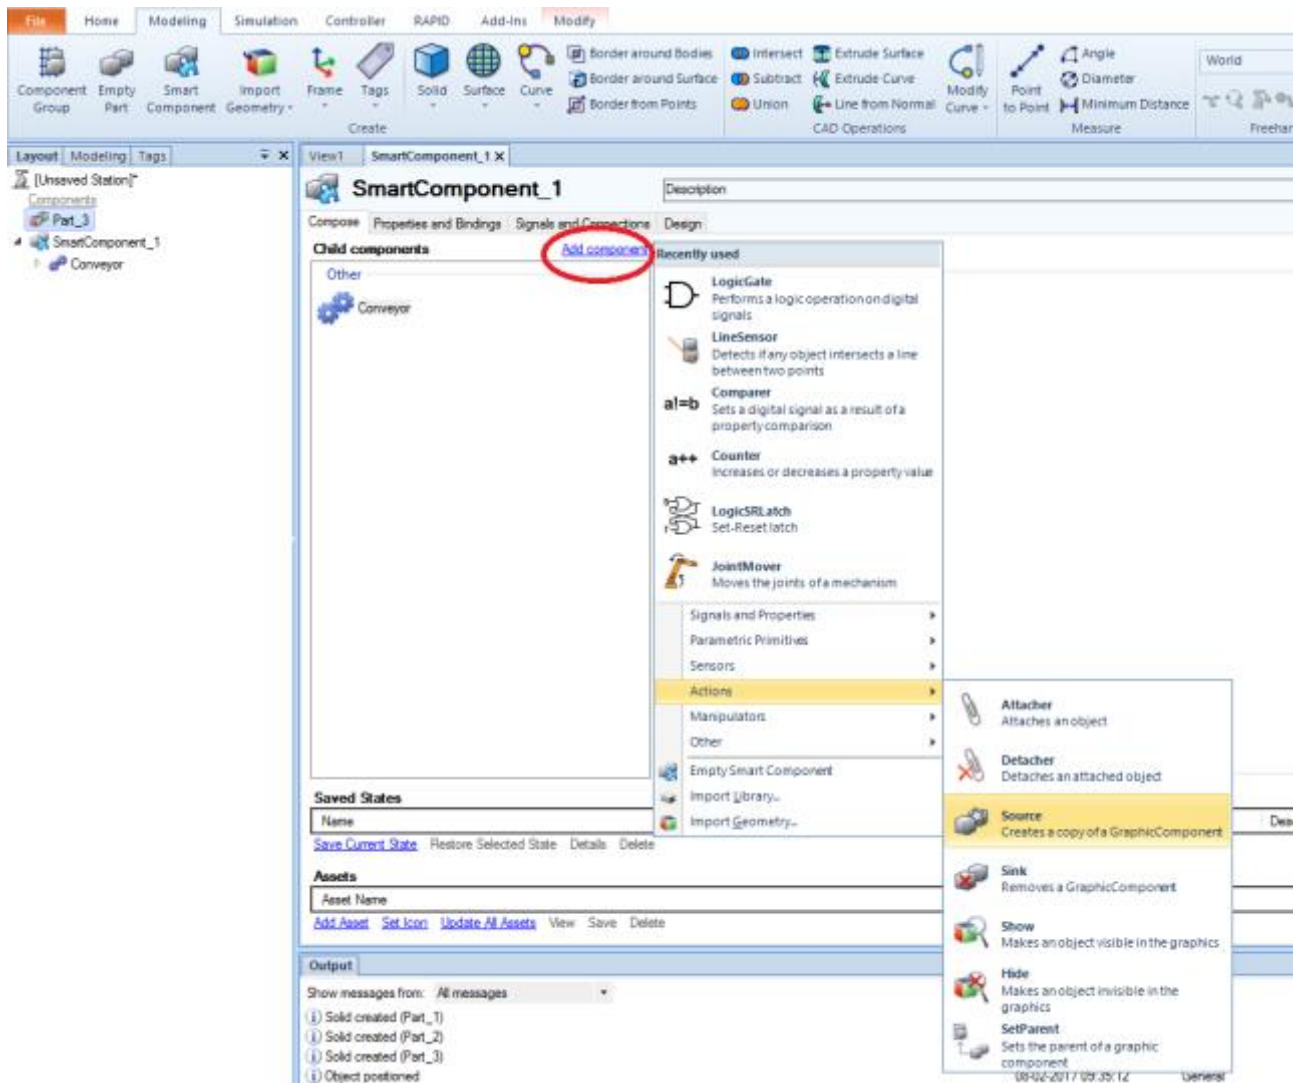 File Home Modeling Simulation Controller RAPID Add-Ins Modify
Component Group
Empty Part
Smart Component
Import Geometry
Frame
Tags
Solid
Surface
Curve
Border around Bodies
Border around Surface
Border from Points
Intersect
Subtract
Union
Extrude Surface
Extrude Curve
Line from Normal
Modify Curve
Point to Point
Angle
Diameter
Minimum Distance
World
Create
CAD Operations
Measure
Layout Modeling Tags
View1 SmartComponent_1 X
[Unsaved Station]*
Components
Part_3
SmartComponent_1
Conveyor
SmartComponent_1
Description
Compose Properties and Bindings Signals and Connections Design
Child components
Add component
Other
Conveyor
Recently used
LogicGate
Performs a logic operation on digital
signals
LineSensor
Detects if any object intersects a line
between two points
a!=b
Comparer
Sets a digital signal as a result of a
property comparison
a++
Counter
Increases or decreases a property value
LogicSRLatch
Set-Reset latch
JointMover
Moves the joints of a mechanism
Signals and Properties
Parametric Primitives
Sensors
Actions
Manipulators
Other
Empty Smart Component
Import Library...
Import Geometry...
Attacher
Attaches an object
Detacher
Detaches an attached object
Source
Creates a copy of a GraphicComponent
Sink
Removes a GraphicComponent
Show
Makes an object visible in the graphics
Hide
Makes an object invisible in the
graphics
SetParent
Sets the parent of a graphic
component
Saved States
Name
Save Current State Restore Selected State Details Delete
Assets
Asset Name
Add Asset Set Icon Update All Assets View Save Delete
Output
Show messages from: All messages
Solid created (Part_1)
Solid created (Part_2)
Solid created (Part_3)
Object postioned
08-02-2017 09:35:12 General